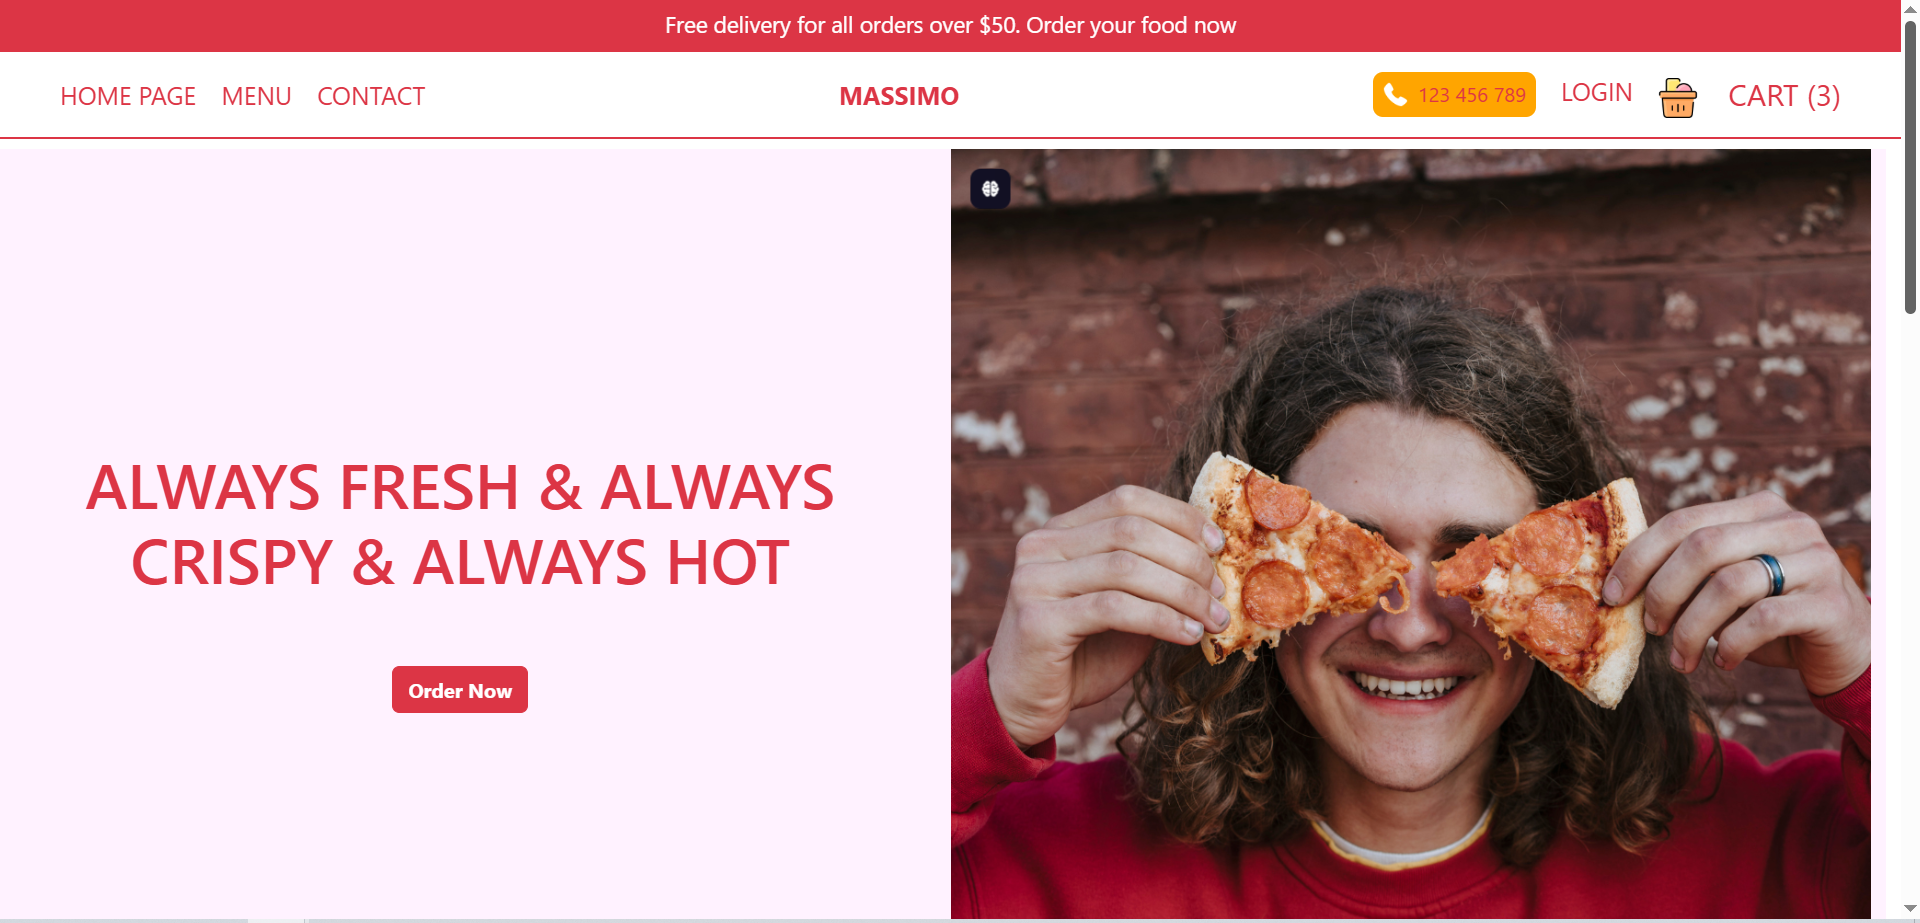 Free delivery for all orders over $50. Order your food now
HOME PAGE MENU CONTACT MASSIMO 123 456 789 LOGIN CART (3)
ALWAYS FRESH & ALWAYS
CRISPY & ALWAYS HOT
Order Now